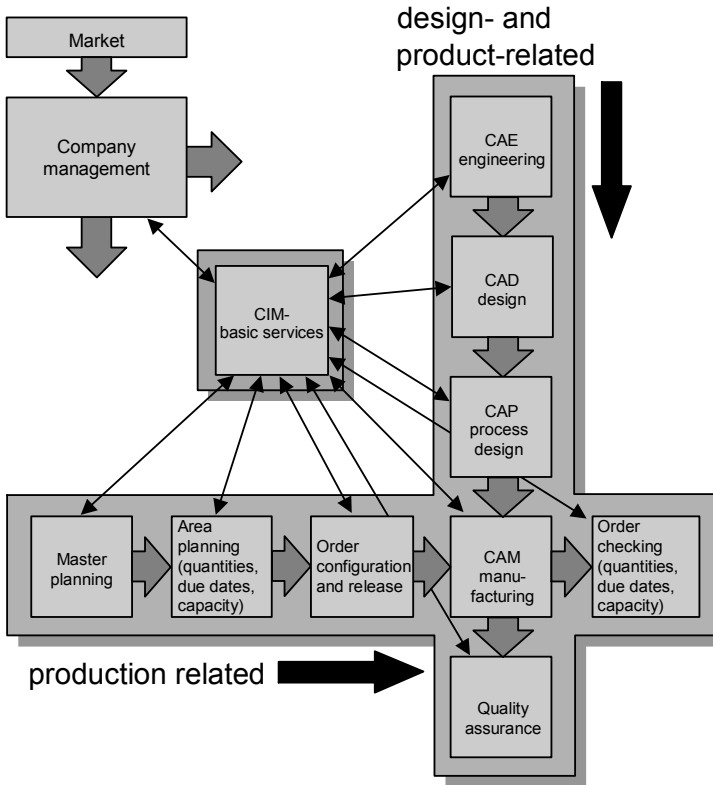 design- and
product-related
Market
Company
management
CAE
engineering
CAD
design
CIM-
basic services
CAP
process
design
Master
planning
Area
planning
(quantities,
due dates,
capacity)
Order
configuration
and release
CAM
manu-
facturing
Order
checking
(quantities,
due dates,
capacity)
production related
Quality
assurance